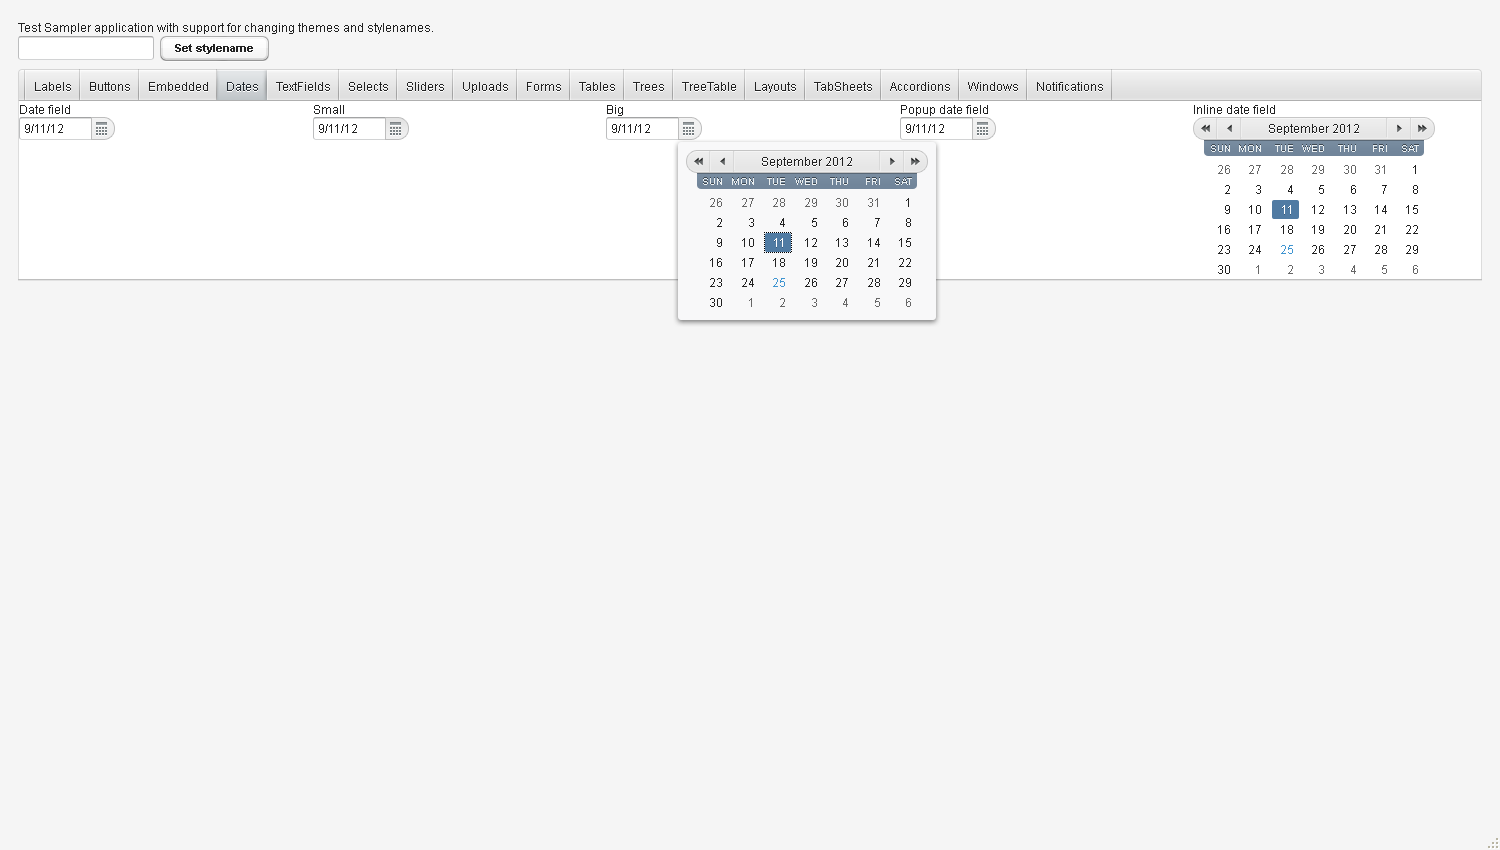 Test Sampler application with support for changing themes and stylenames.
Set stylename
Labels Buttons Embedded Dates TextFields Selects Sliders Uploads Forms Tables Trees TreeTable Layouts TabSheets Accordions Windows Notifications
Date field Small Big Popup date field Inline date field
9/11/12 9/11/12 9/11/12 9/11/12
September 2012
SUN MON TUE WED THU FRI SAT
26 27 28 29 30 31 1
2 3 4 5 6 7 8
9 10 11 12 13 14 15
16 17 18 19 20 21 22
23 24 25 26 27 28 29
30 1 2 3 4 5 6
September 2012
SUN MON TUE WED THU FRI SAT
26 27 28 29 30 31 1
2 3 4 5 6 7 8
9 10 11 12 13 14 15
16 17 18 19 20 21 22
23 24 25 26 27 28 29
30 1 2 3 4 5 6